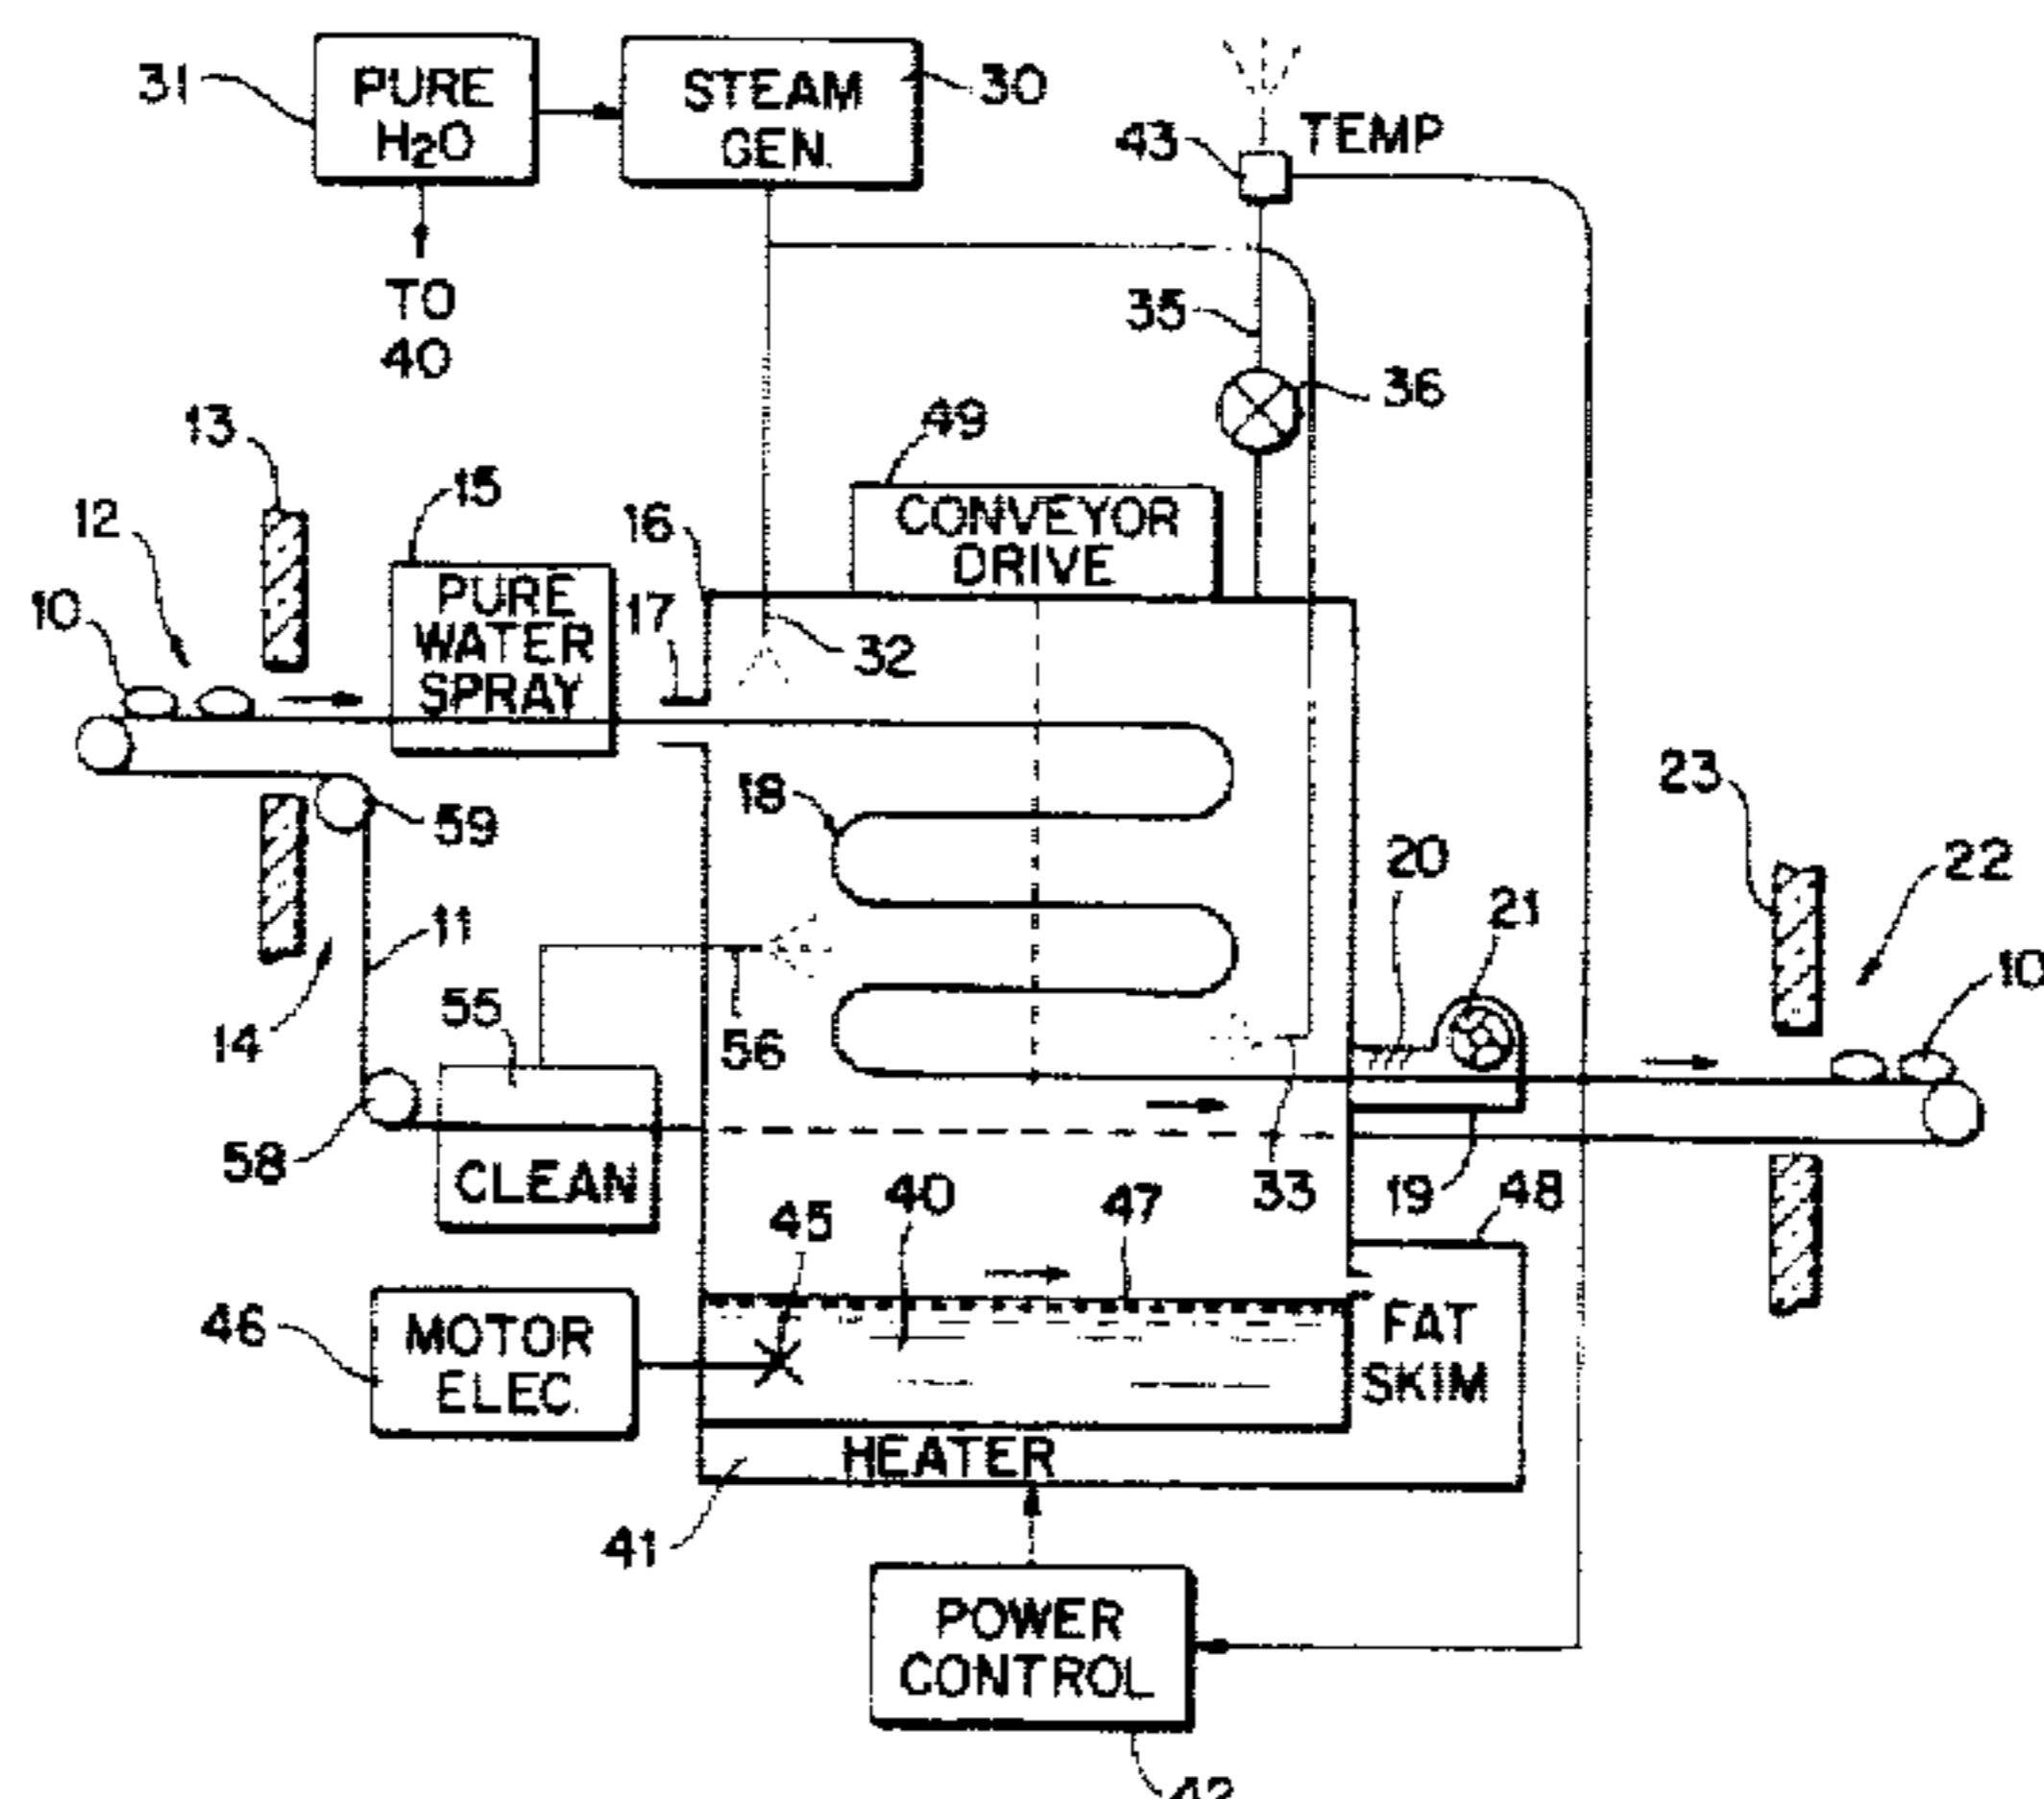 31
PURE
H2O
STEAM
GEN.
30
43
TEMP
TO
40
35
36
13
49
15
12
16
CONVEYOR
DRIVE
10
PURE
WATER
SPRAY
17
32
18
23
59
20
22
11
21
10
55
14
56
58
CLEAN
33
19
48
45
40
47
46
MOTOR
ELEC.
FAT
SKIM
HEATER
41
POWER
CONTROL
42